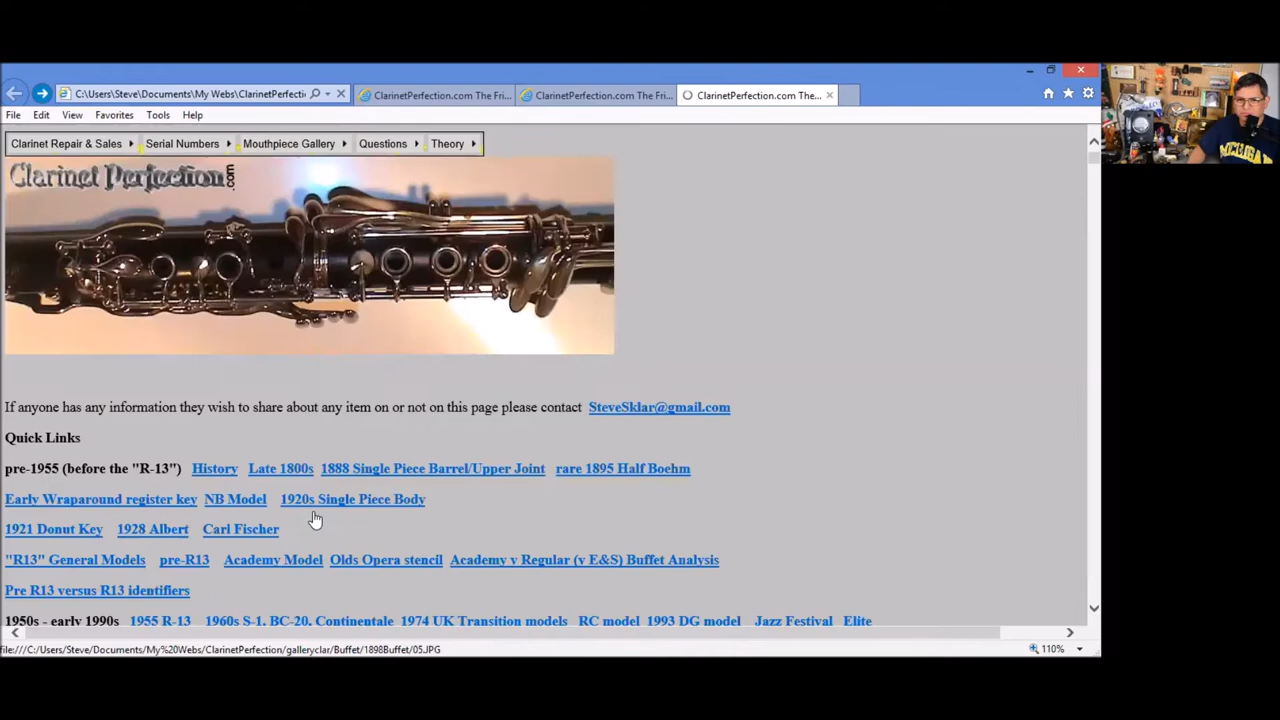 C:\Users\Steve\Documents\My Webs\ClarinetPerfectic
ClarinetPerfection.com The Fri...
ClarinetPerfection.com The Fri...
ClarinetPerfection.com The...
File Edit View Favorites Tools Help
Clarinet Repair & Sales Serial Numbers Mouthpiece Gallery Questions Theory
Clarinet Perfection.com
If anyone has any information they wish to share about any item on or not on this page please contact SteveSklar@gmail.com
Quick Links
pre-1955 (before the "R-13") History Late 1800s 1888 Single Piece Barrel/Upper Joint rare 1895 Half Boehm
Early Wraparound register key NB Model 1920s Single Piece Body
1921 Donut Key 1928 Albert Carl Fischer
"R13" General Models pre-R13 Academy Model Olds Opera stencil Academy v Regular (v E&S) Buffet Analysis
Pre R13 versus R13 identifiers
1950s - early 1990s 1955 R-13 1960s S-1, BC-20, Continentale 1974 UK Transition models RC model 1993 DG model Jazz Festival Elite
file:///C:/Users/Steve/Documents/My%20Webs/ClarinetPerfection/galleryclar/Buffet/1898Buffet/05.JPG
110%